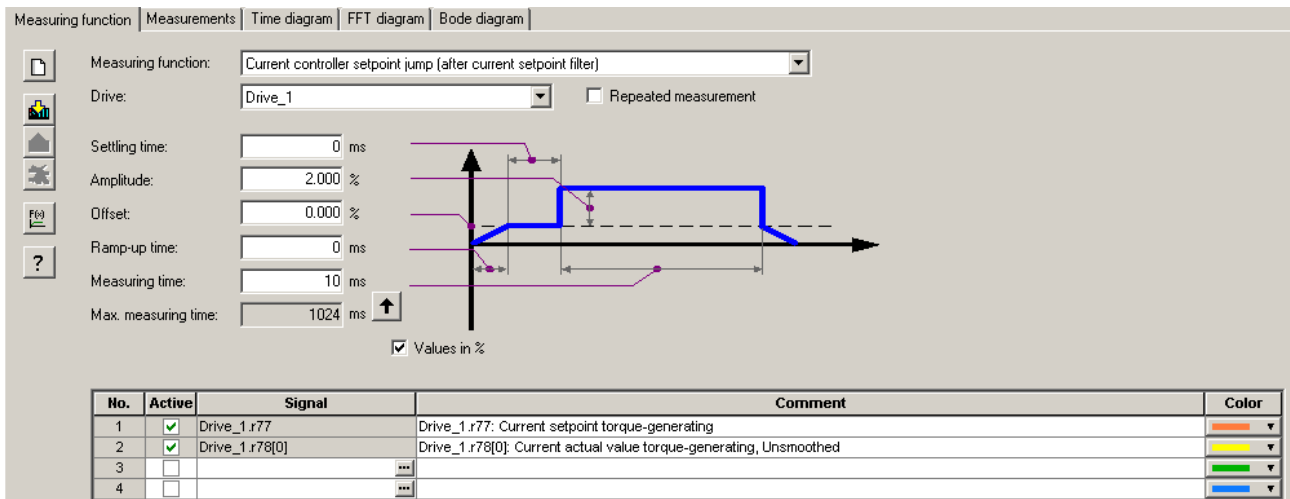 Measuring function Measurements Time diagram FFT diagram Bode diagram
Measuring function: Current controller setpoint jump (after current setpoint filter)
Drive: Drive_1 Repeated measurement
Settling time: 0 ms
Amplitude: 2.000 %
Offset: 0.000 %
F(x)
Ramp-up time: 0 ms
?
Measuring time: 10 ms
Max. measuring time: 1024 ms
Values in %
No. Active Signal Comment Color
1 Drive_1.r77 Drive_1.r77: Current setpoint torque-generating
2 Drive_1.r78[0] Drive_1.r78[0]: Current actual value torque-generating, Unsmoothed
3 ...
4 ...